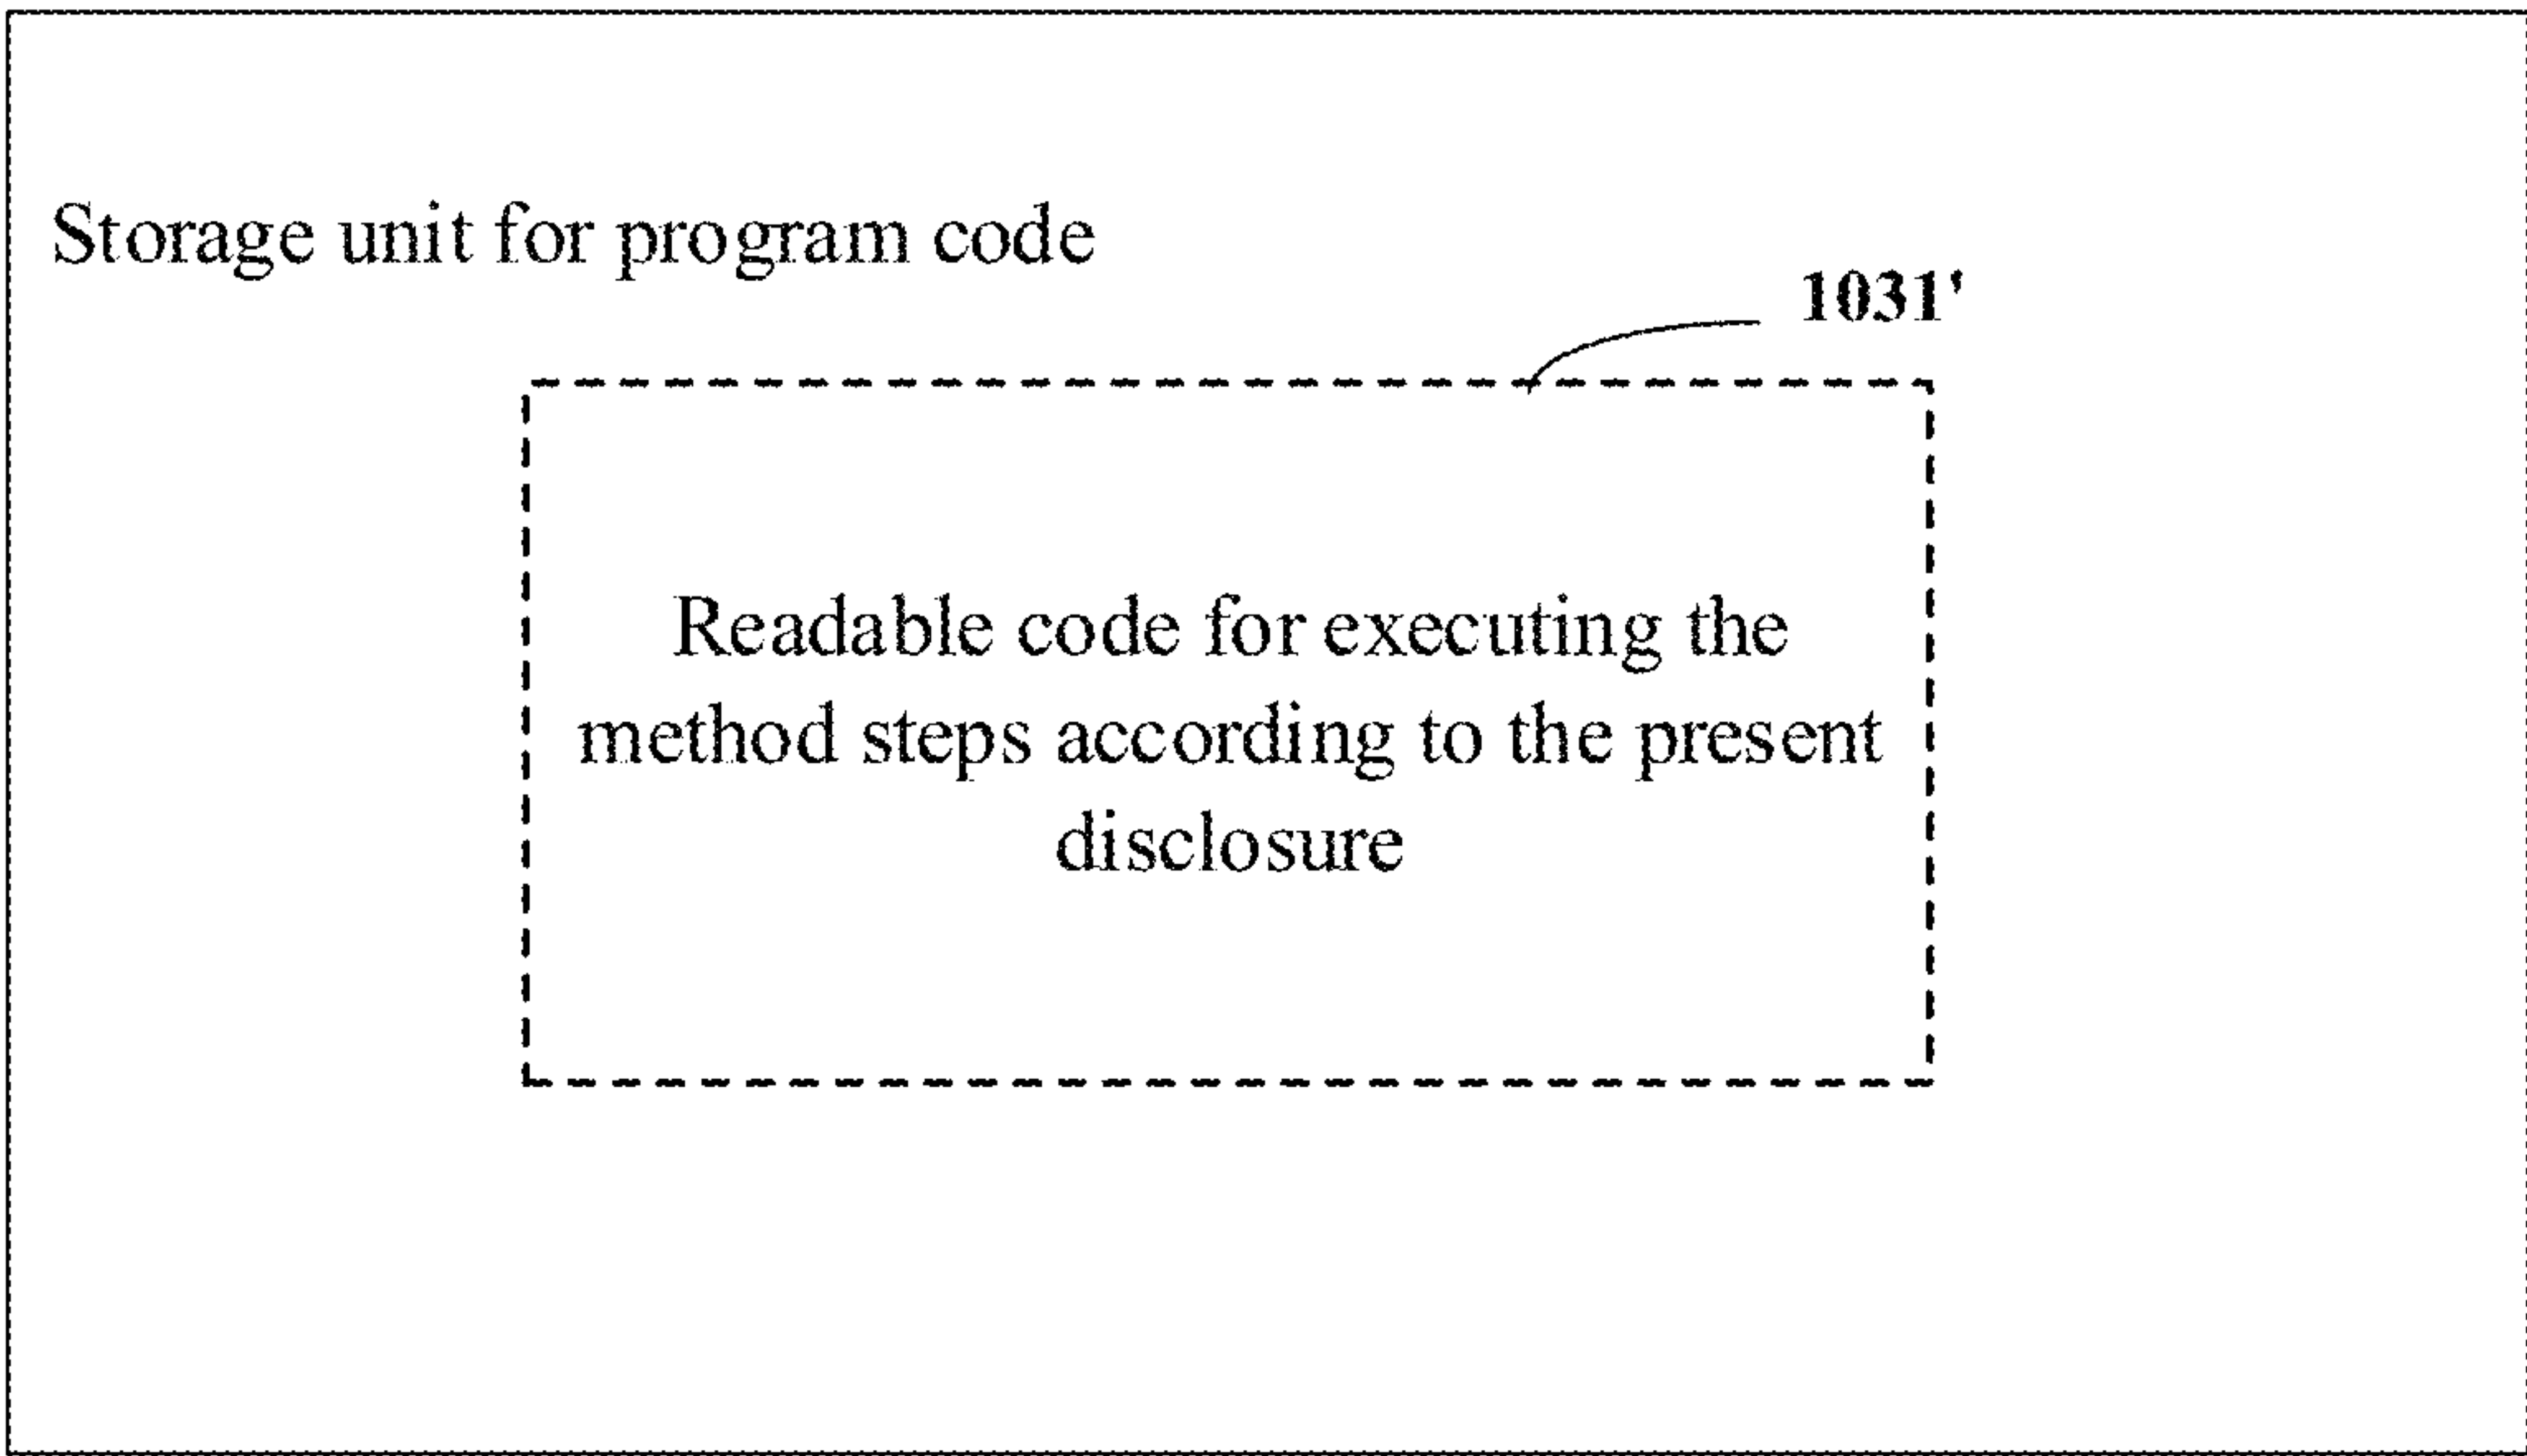 Storage unit for program code
1031'
Readable code for executing the
method steps according to the present
disclosure